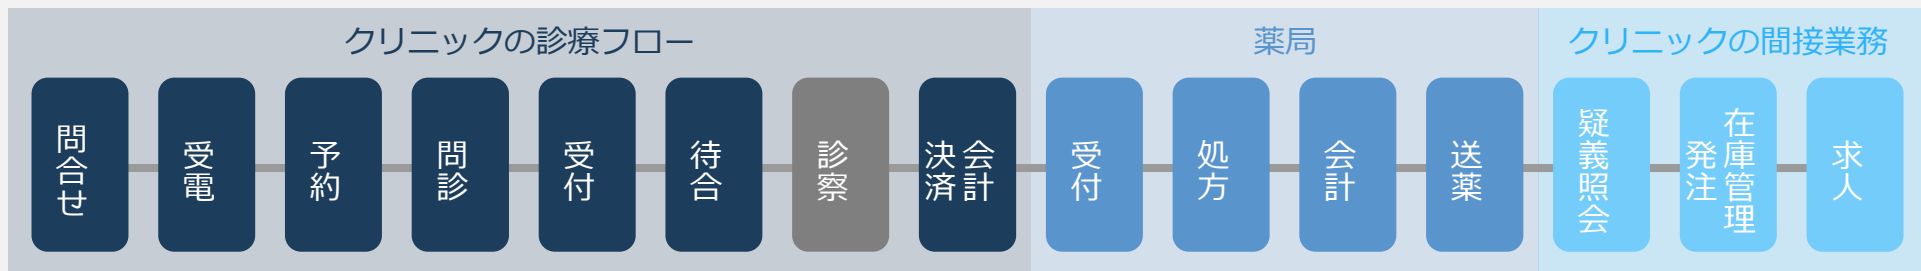 クリニックの診療フロー
薬局
クリニックの間接業務
問合せ
受電
予約
問診
受付
待合
診察
会計
決済
受付
処方
会計
送薬
疑義照会
在庫管理
発注
求人